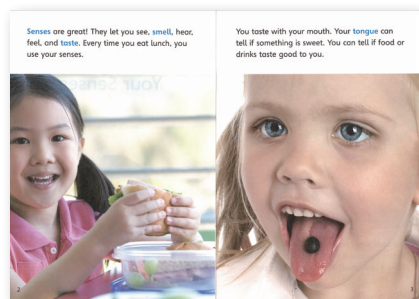 Senses are great! They let you see, smell, hear,
feel, and taste. Every time you eat lunch, you
use your senses.
You taste with your mouth. Your tongue can
tell if something is sweet. You can tell if food or
drinks taste good to you.
Your Senses
2
3